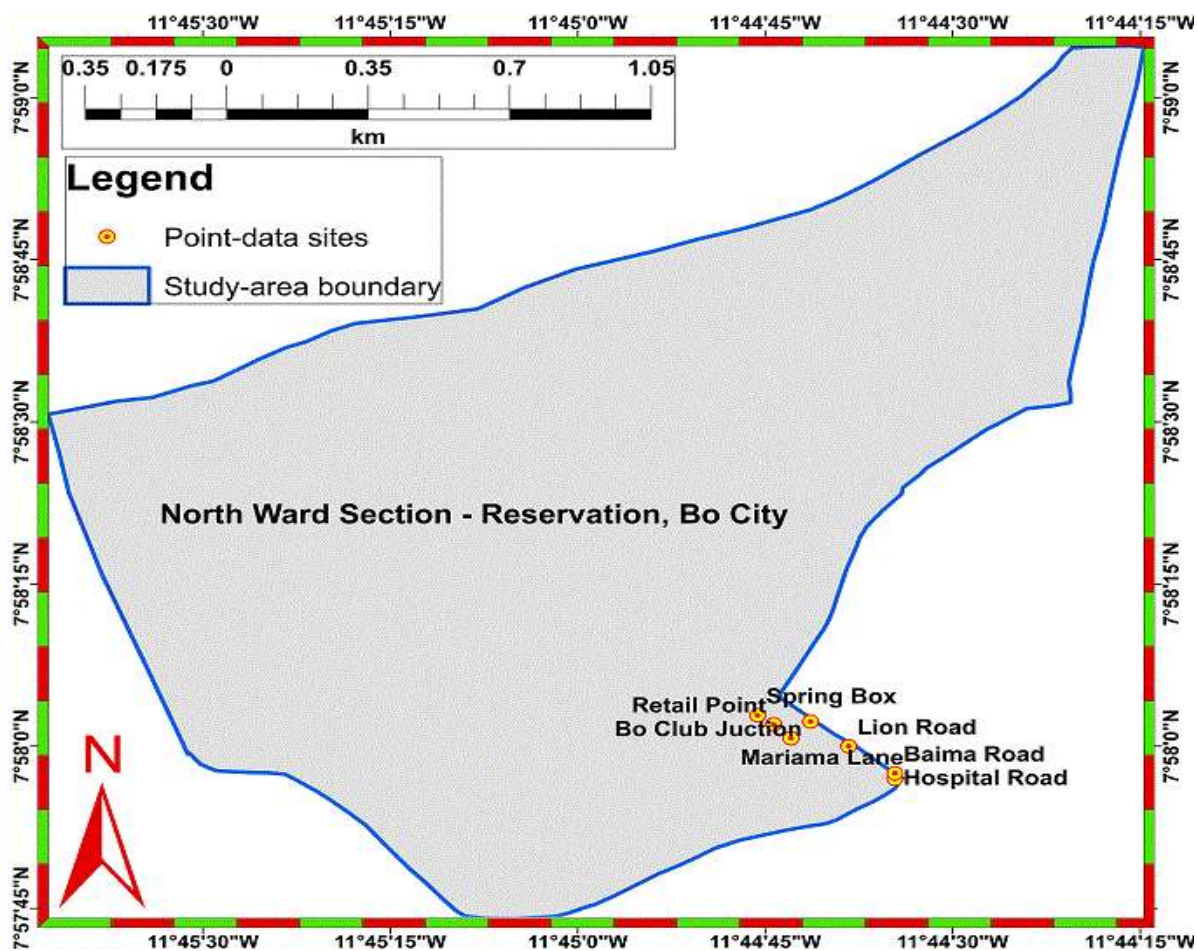 11°45'30"W 11°45'15"W 11°45'0"W 11°44'45"W 11°44'30"W 11°44'15"W
0.35 0.175 0 0.35 0.7 1.05
km
Legend
Point-data sites
Study-area boundary
7°59'0"N 7°59'0"N
7°58'45"N 7°58'45"N
7°58'30"N 7°58'30"N
North Ward Section - Reservation, Bo City
7°58'15"N 7°58'15"N
Spring Box
Retail Point
Bo Club Juction
Lion Road
Mariama Lane
Baima Road
Hospital Road
7°58'0"N 7°58'0"N
N
7°57'45"N 7°57'45"N
11°45'30"W 11°45'15"W 11°45'0"W 11°44'45"W 11°44'30"W 11°44'15"W